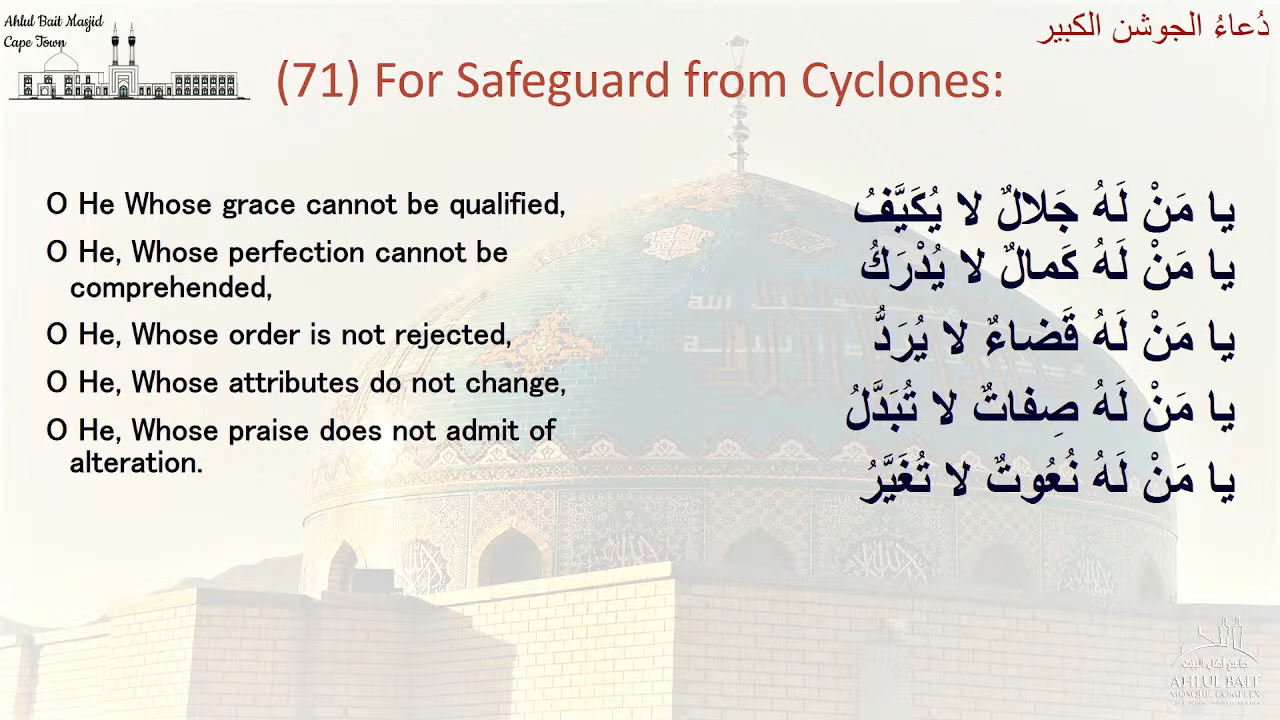 Ahlul Bait Masjid
Cape Town
دُعاءُ الجوشن الكبير
(71) For Safeguard from Cyclones:
O He Whose grace cannot be qualified,
O He, Whose perfection cannot be
comprehended,
O He, Whose order is not rejected,
O He, Whose attributes do not change,
O He, Whose praise does not admit of
alteration.
يا مَنْ لَهُ جَلالٌ لا يُكَيَّفُ
يا مَنْ لَهُ كَمالٌ لا يُدْرَكُ
يا مَنْ لَهُ قَضاءٌ لا يُرَدُّ
يا مَنْ لَهُ صِفاتٌ لا تُبَدَّلُ
يا مَنْ لَهُ نُعُوتٌ لا تُغَيَّرُ
AHLUL BAIT
MOSQUE COMPLEX